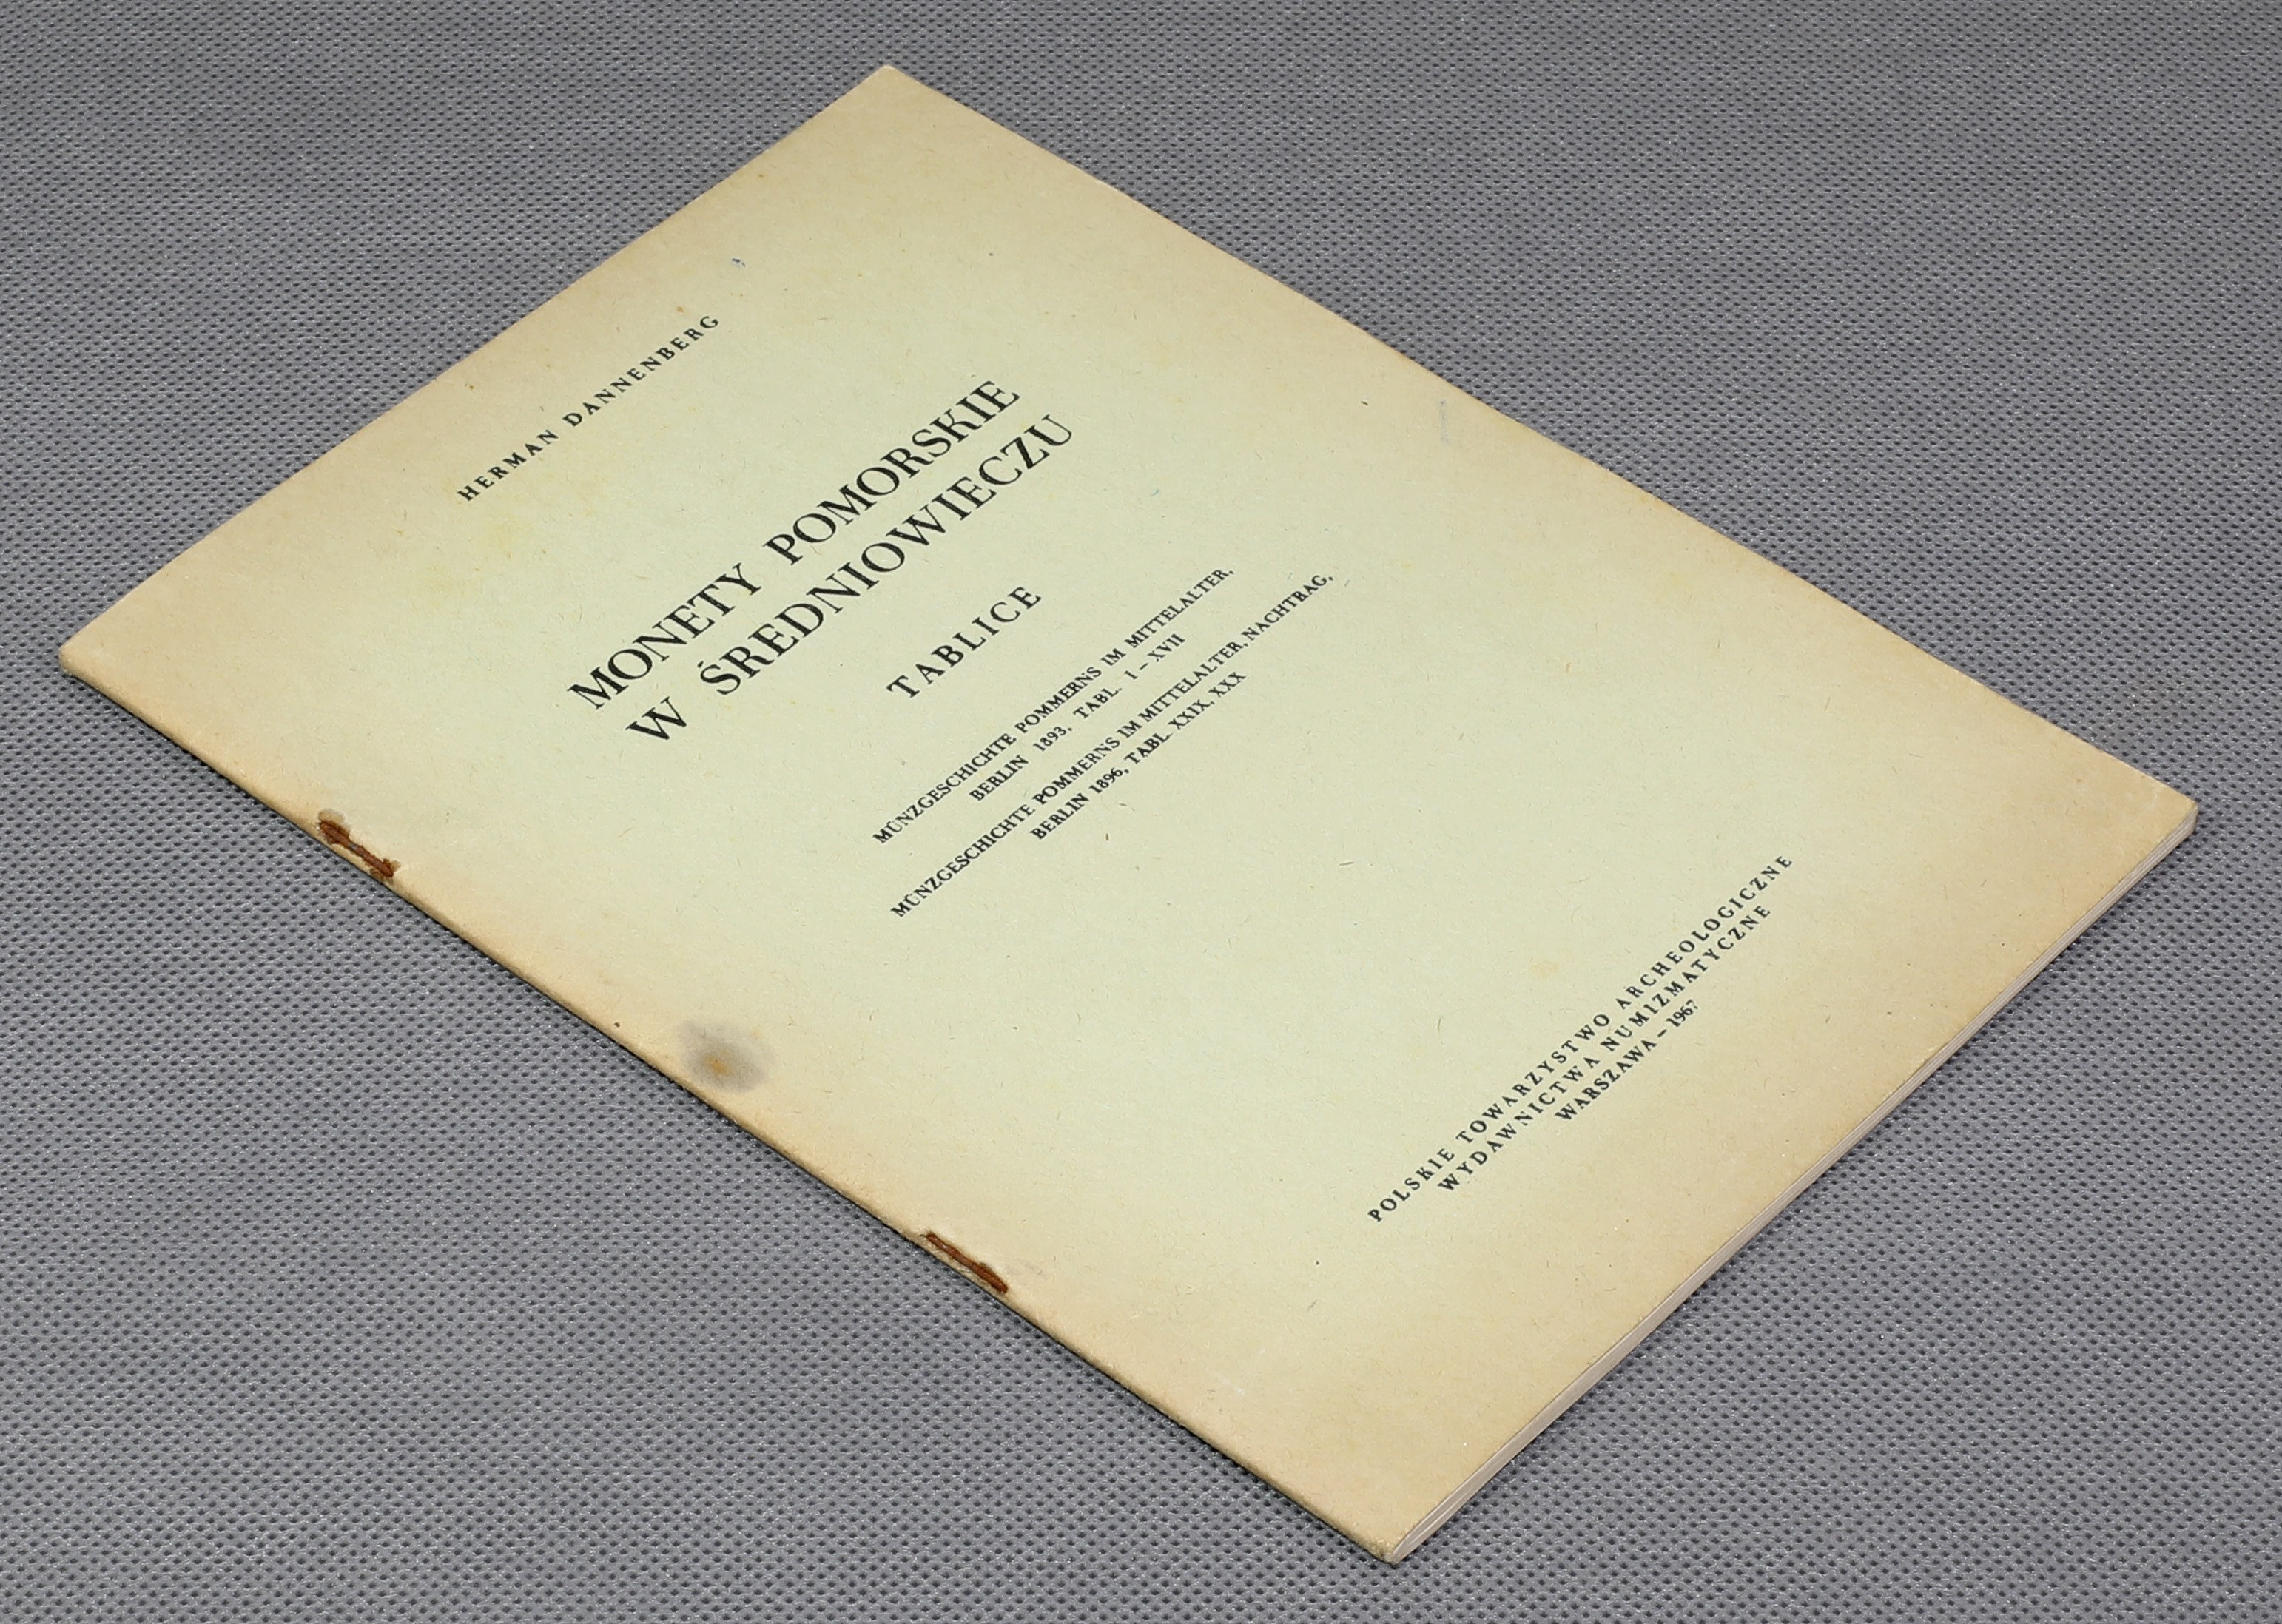 HERMAN DANNENBERG
MONETY POMORSKIE
W ŚREDNIOWIECZU
TABLICE
MÜNZGESCHICHTE POMMERNS IM MITTELALTER,
BERLIN 1893, TABL. I – XVII
MÜNZGESCHICHTE POMMERNS IM MITTELALTER, NACHTRAG,
BERLIN 1896, TABL. XXIX, XXX
POLSKIE TOWARZYSTWO ARCHEOLOGICZNE
WYDAWNICTWA NUMIZMATYCZNE
WARSZAWA – 1967